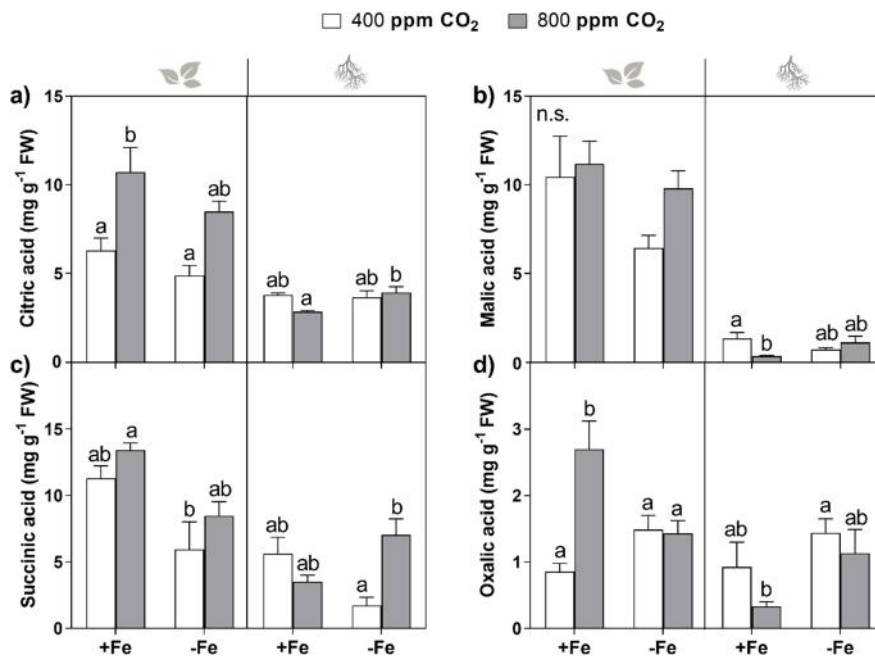 400 ppm CO₂ 800 ppm CO₂
a)
15
10
5
0
Citric acid (mg g⁻¹ FW)
a
b
a
ab
ab
a
ab
b
b)
15
10
5
0
Malic acid (mg g⁻¹ FW)
n.s.
a
b
ab
ab
c)
15
10
5
0
Succinic acid (mg g⁻¹ FW)
ab
a
b
ab
ab
ab
a
b
+Fe -Fe +Fe -Fe
d)
3
2
1
0
Oxalic acid (mg g⁻¹ FW)
a
b
a
a
ab
b
a
ab
+Fe -Fe +Fe -Fe